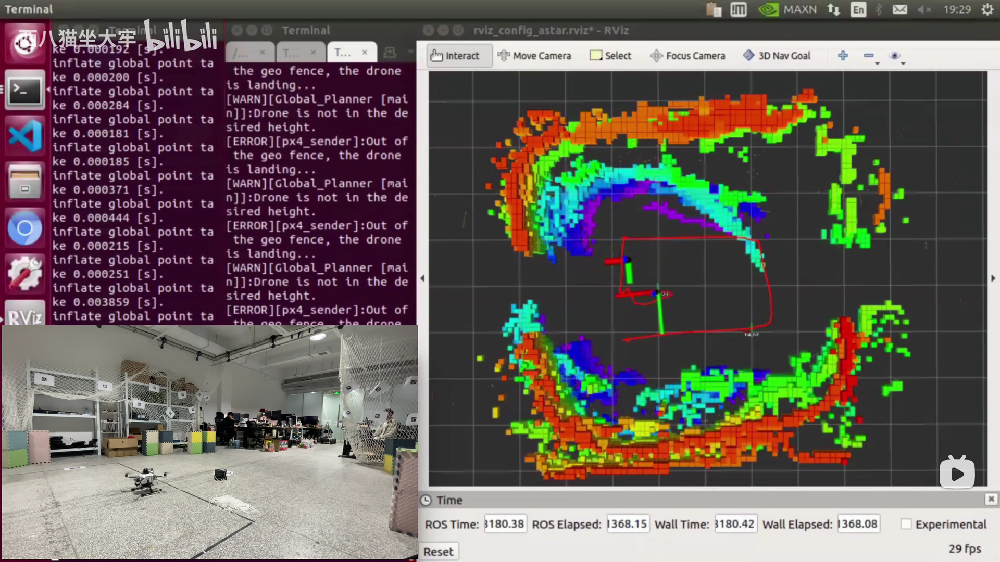 Terminal
MAXN
En
19:29
Terminal
Terminal
rviz_config_astar.rviz* - RViz
西八猫坐大牢 bilibili
/...
T...
T...
Interact
Move Camera
Select
Focus Camera
3D Nav Goal
ke 0.000192 [s].
inflate global point ta
ke 0.000200 [s].
inflate global point ta
ke 0.000284 [s].
inflate global point ta
ke 0.000181 [s].
inflate global point ta
ke 0.000185 [s].
inflate global point ta
ke 0.000371 [s].
inflate global point ta
ke 0.000444 [s].
inflate global point ta
ke 0.000215 [s].
inflate global point ta
ke 0.000251 [s].
inflate global point ta
ke 0.003859 [s].
inflate global point ta
the geo fence, the drone
is landing...
[WARN][Global_Planner [mai
n]]:Drone is not in the de
sired height.
[ERROR][px4_sender]:Out of
the geo fence, the drone
is landing...
[WARN][Global_Planner [mai
n]]:Drone is not in the de
sired height.
[ERROR][px4_sender]:Out of
the geo fence, the drone
is landing...
[WARN][Global_Planner [mai
n]]:Drone is not in the de
sired height.
[ERROR][px4_sender]:Out of
the geo fence, the drone
RViz
Time
ROS Time: 3180.38 ROS Elapsed: 1368.15 Wall Time: 3180.42 Wall Elapsed: 1368.08 Experimental
Reset
29 fps